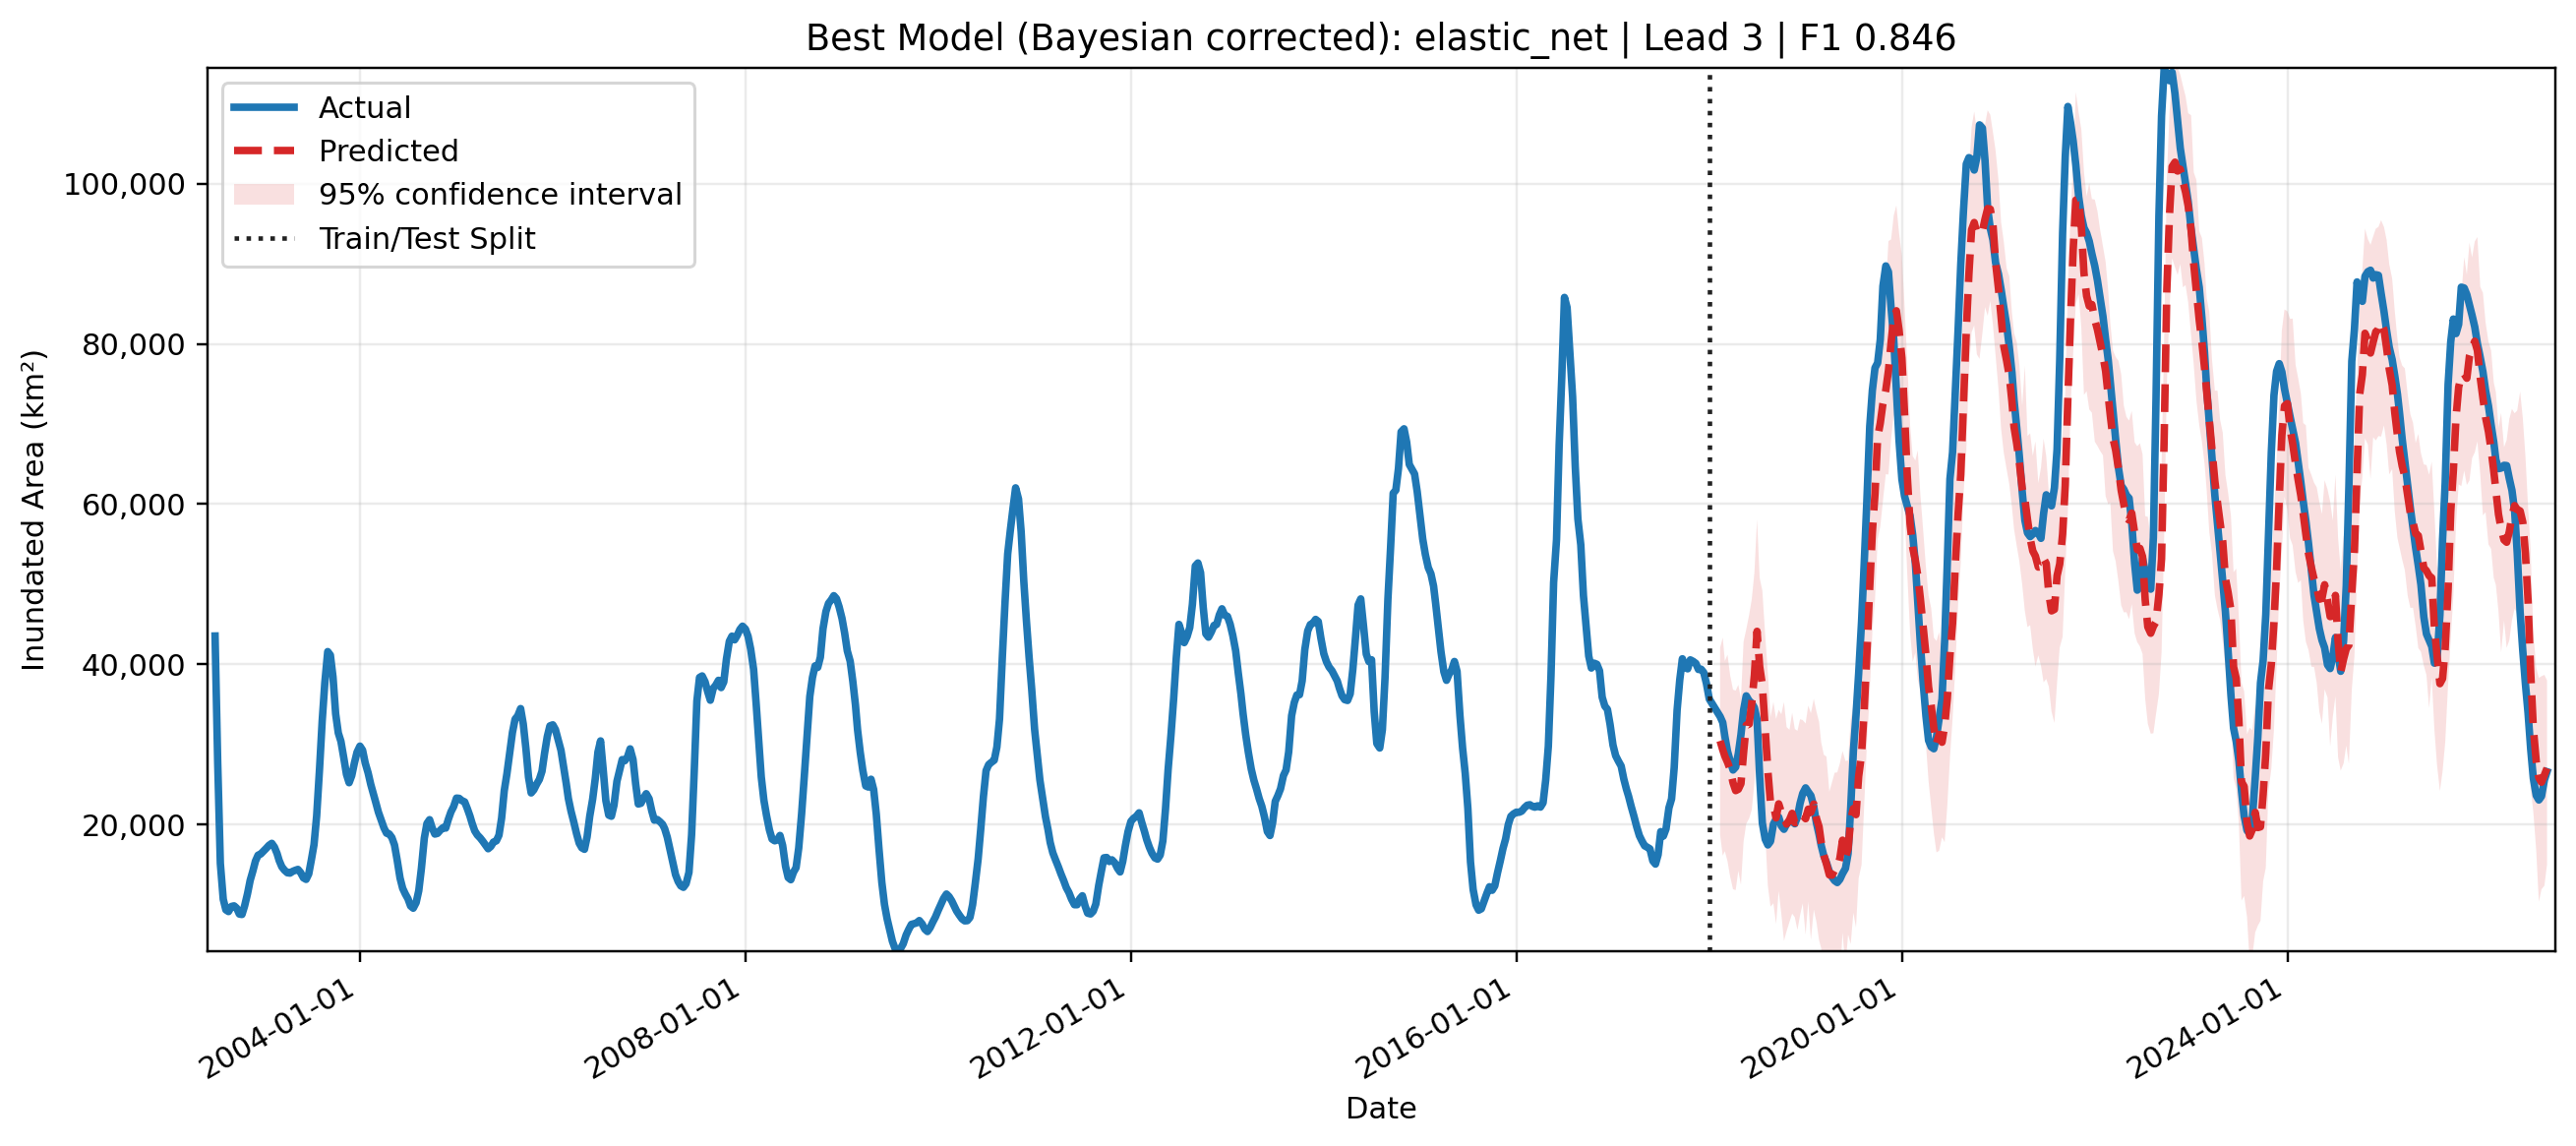 Best Model (Bayesian corrected): elastic_net | Lead 3 | F1 0.846
Actual
Predicted
95% confidence interval
Train/Test Split
Inundated Area (km²)
100,000
80,000
60,000
40,000
20,000
2004-01-01
2008-01-01
2012-01-01
2016-01-01
2020-01-01
2024-01-01
Date